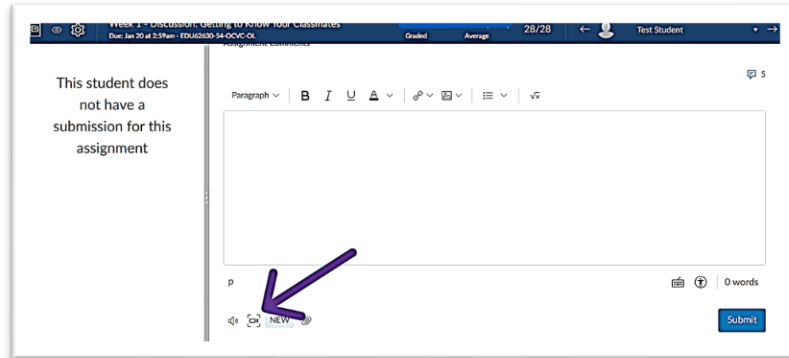 Week 1 - Discussion: Getting to Know Your Classmates
Due: Jan 20 at 2:59am - EDU62630-54-OCVC-OL
Graded
Average
28/28
Test Student
Assignment Comments
5
This student does
not have a
submission for this
assignment
Paragraph
B I U A
√x
p
0 words
NEW
Submit